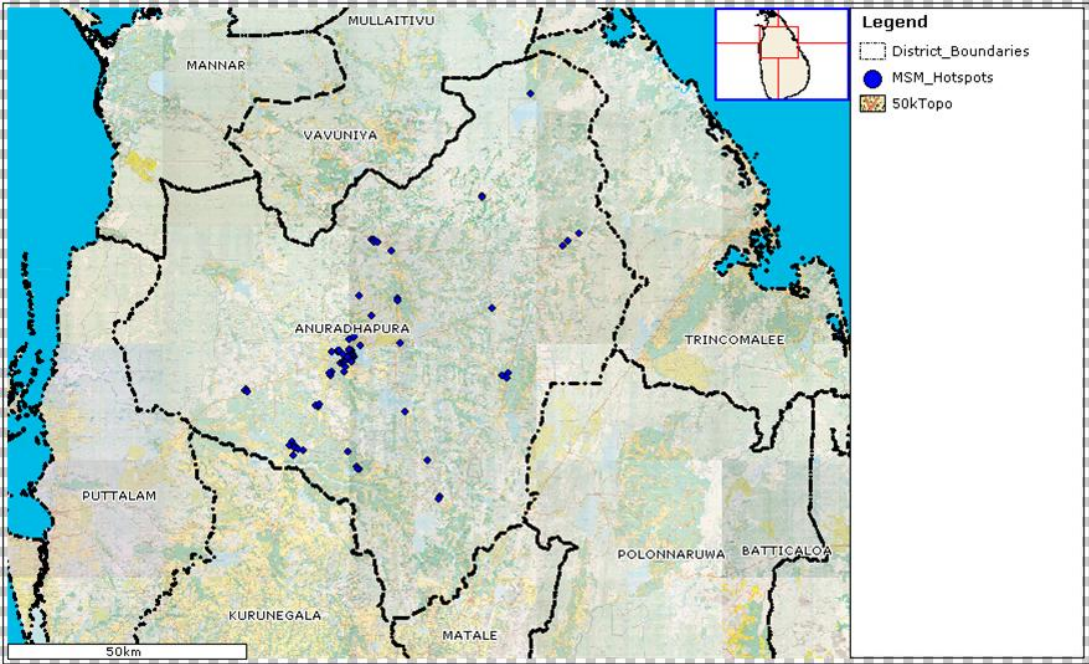 MULLAITIVU
MANNAR
VAVUNIYA
ANURADHAPURA
TRINCOMALEE
PUTTALAM
POLONNARUWA
BATTICALOA
KURUNEGALA
MATALE
50km
Legend
District_Boundaries
MSM_Hotspots
50kTopo